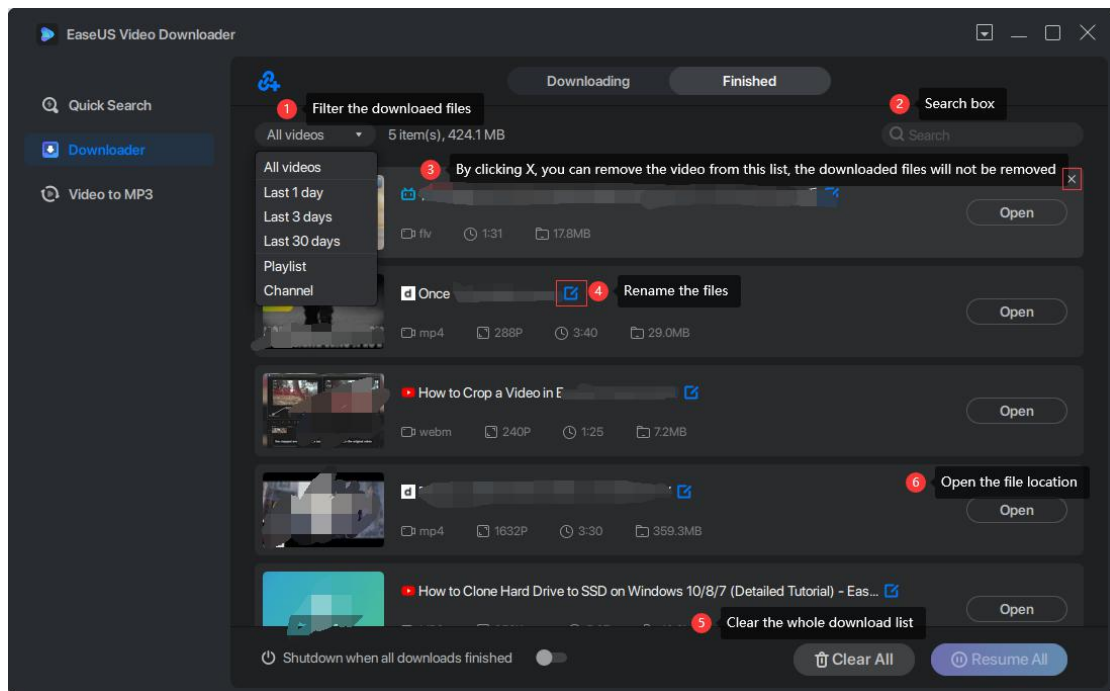 EaseUS Video Downloader
Quick Search
Downloader
Video to MP3
Downloading
Finished
1 Filter the downloaed files
2 Search box
All videos
5 item(s), 424.1 MB
Search
All videos
Last 1 day
Last 3 days
Last 30 days
Playlist
Channel
3 By clicking X, you can remove the video from this list, the downloaded files will not be removed
flv 1:31 17.8MB
Open
d Once
4 Rename the files
mp4 288P 3:40 29.0MB
Open
How to Crop a Video in E
webm 240P 1:25 7.2MB
Open
d
6 Open the file location
mp4 1632P 3:30 359.3MB
Open
How to Clone Hard Drive to SSD on Windows 10/8/7 (Detailed Tutorial) - Eas...
Open
5 Clear the whole download list
Shutdown when all downloads finished
Clear All
Resume All